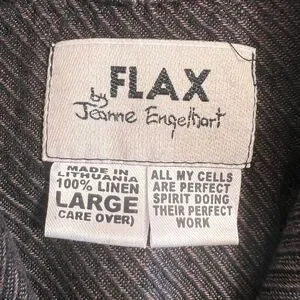 FLAX
by
Jeanne Engelhart
MADE IN
LITHUANIA
100% LINEN
LARGE
CARE OVER)
ALL MY CELLS
ARE PERFECT
SPIRIT DOING
THEIR PERFECT
WORK